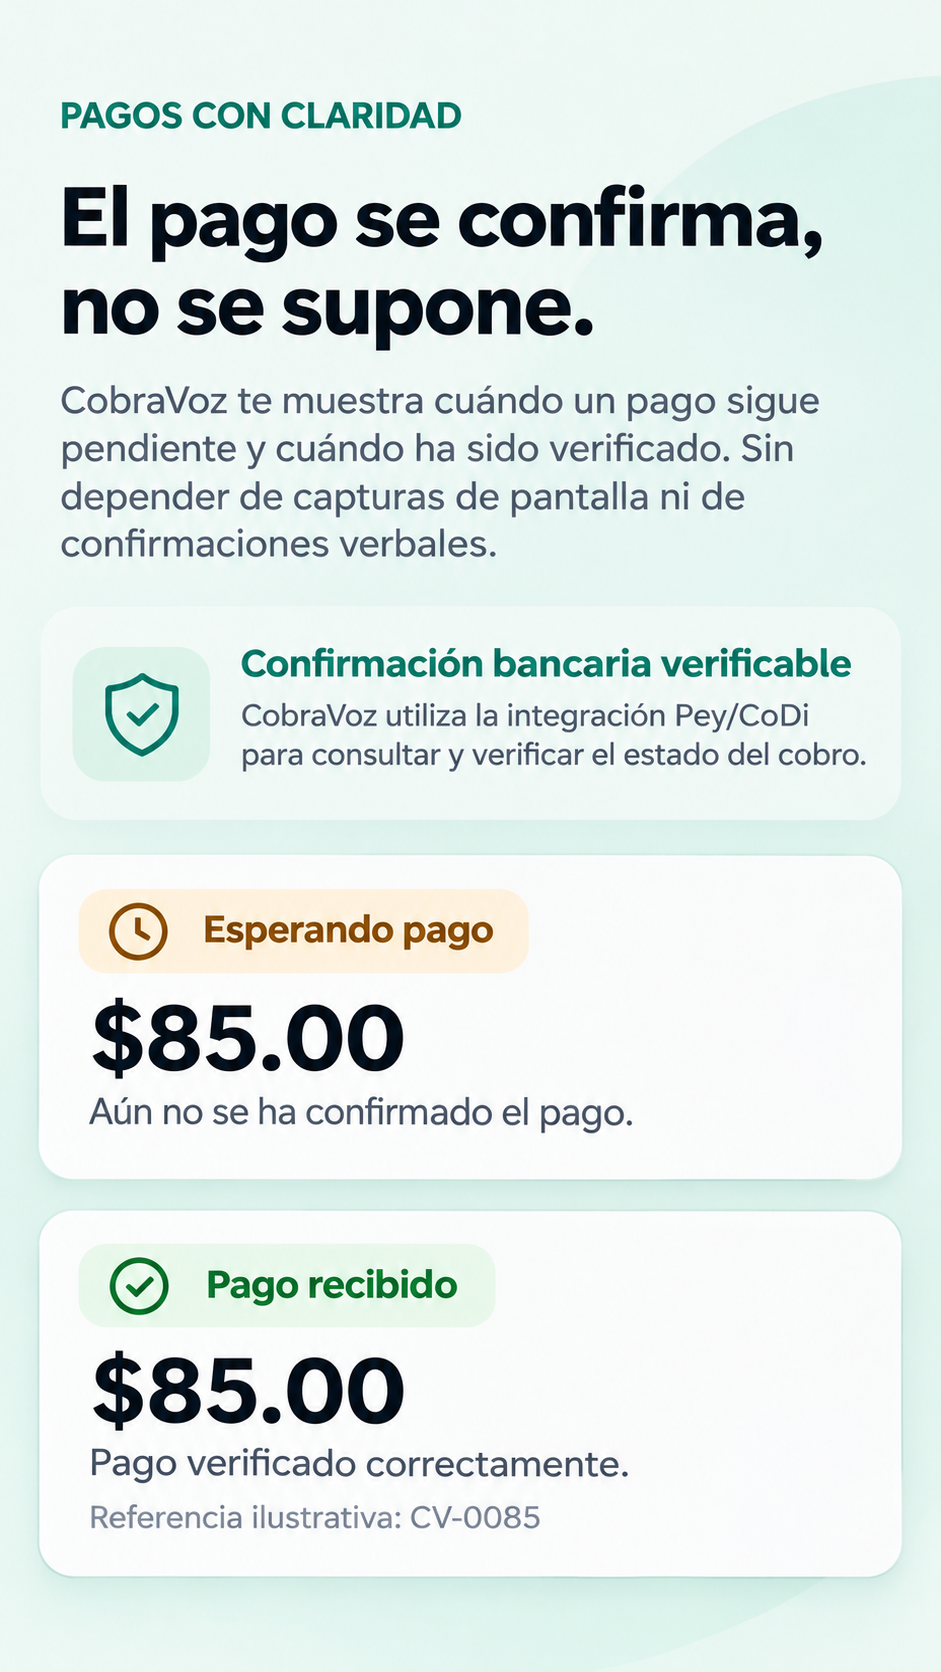 PAGOS CON CLARIDAD
El pago se confirma,
no se supone.
CobraVoz te muestra cuándo un pago sigue
pendiente y cuándo ha sido verificado. Sin
depender de capturas de pantalla ni de
confirmaciones verbales.
Confirmación bancaria verificable
CobraVoz utiliza la integración Pey/CoDi
para consultar y verificar el estado del cobro.
Esperando pago
$85.00
Aún no se ha confirmado el pago.
Pago recibido
$85.00
Pago verificado correctamente.
Referencia ilustrativa: CV-0085